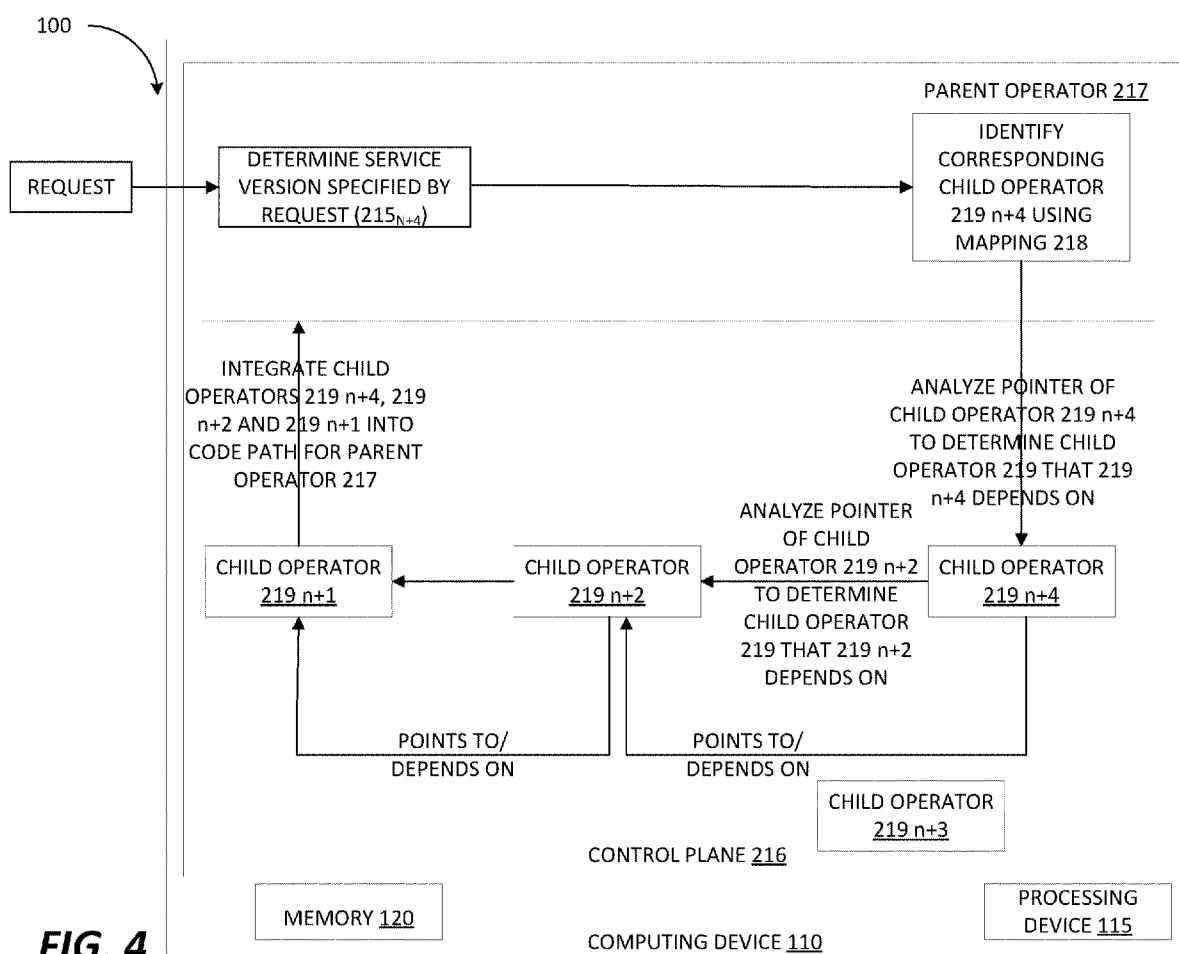 100
PARENT OPERATOR 217
REQUEST
DETERMINE SERVICE
VERSION SPECIFIED BY
REQUEST (215N+4)
IDENTIFY
CORRESPONDING
CHILD OPERATOR
219 n+4 USING
MAPPING 218
INTEGRATE CHILD
OPERATORS 219 n+4, 219
n+2 AND 219 n+1 INTO
CODE PATH FOR PARENT
OPERATOR 217
ANALYZE POINTER OF
CHILD OPERATOR 219 n+4
TO DETERMINE CHILD
OPERATOR 219 THAT 219
n+4 DEPENDS ON
ANALYZE POINTER
OF CHILD
OPERATOR 219 n+2
TO DETERMINE
CHILD OPERATOR
219 THAT 219 n+2
DEPENDS ON
CHILD OPERATOR
219 n+1
CHILD OPERATOR
219 n+2
CHILD OPERATOR
219 n+4
POINTS TO/
DEPENDS ON
POINTS TO/
DEPENDS ON
CHILD OPERATOR
219 n+3
CONTROL PLANE 216
MEMORY 120
PROCESSING
DEVICE 115
COMPUTING DEVICE 110
FIG. 4